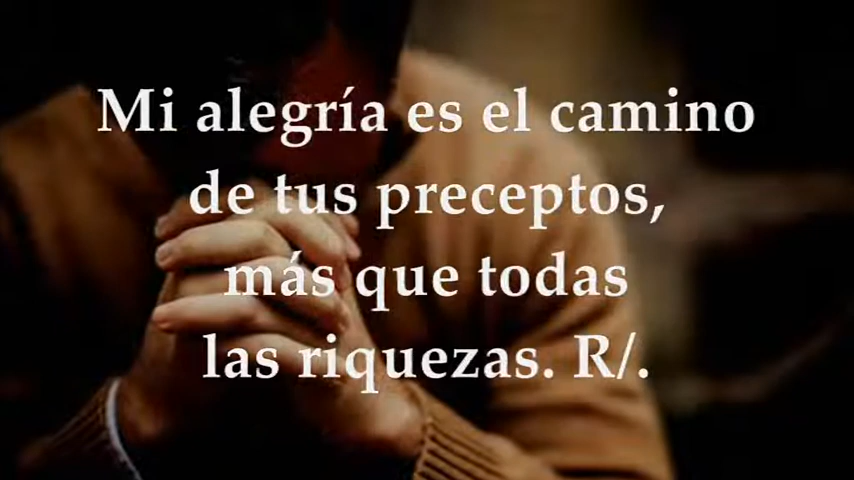 Mi alegría es el camino
de tus preceptos,
más que todas
las riquezas. R/.